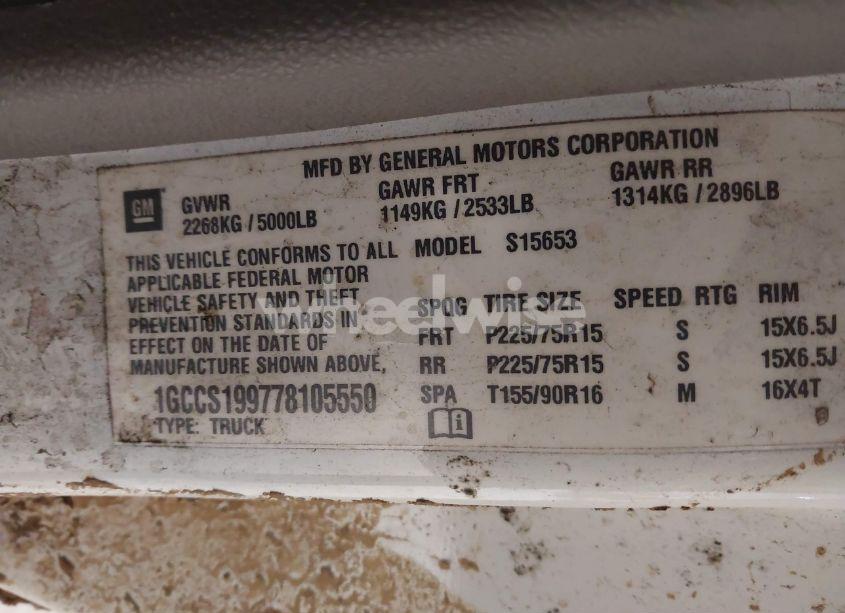 MFD BY GENERAL MOTORS CORPORATION
GM
GVWR GAWR FRT GAWR RR
2268KG / 5000LB 1149KG / 2533LB 1314KG / 2896LB
THIS VEHICLE CONFORMS TO ALL MODEL S15653
APPLICABLE FEDERAL MOTOR
VEHICLE SAFETY AND THEFT
PREVENTION STANDARDS IN
EFFECT ON THE DATE OF
MANUFACTURE SHOWN ABOVE,
SPQG TIRE SIZE SPEED RTG RIM
FRT P225/75R15 S 15X6.5J
RR P225/75R15 S 15X6.5J
SPA T155/90R16 M 16X4T
1GCCS199778105550
TYPE: TRUCK
wheelwise